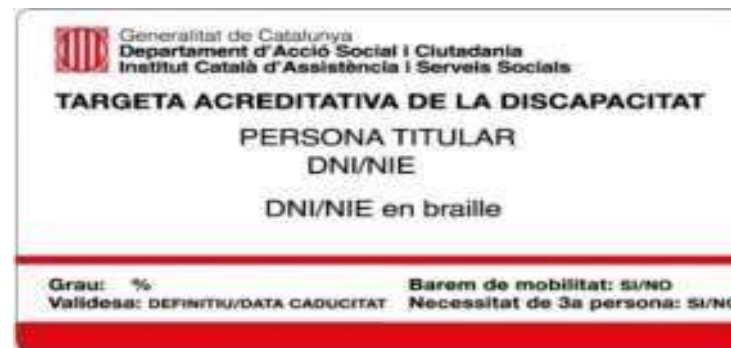 Generalitat de Catalunya
Departament d'Acció Social i Ciutadania
Institut Català d'Assistència i Serveis Socials
TARGETA ACREDITATIVA DE LA DISCAPACITAT
PERSONA TITULAR
DNI/NIE
DNI/NIE en braille
Grau: % Barem de mobilitat: SI/NO
Validesa: DEFINITIU/DATA CADUCITAT Necessitat de 3a persona: SI/NO